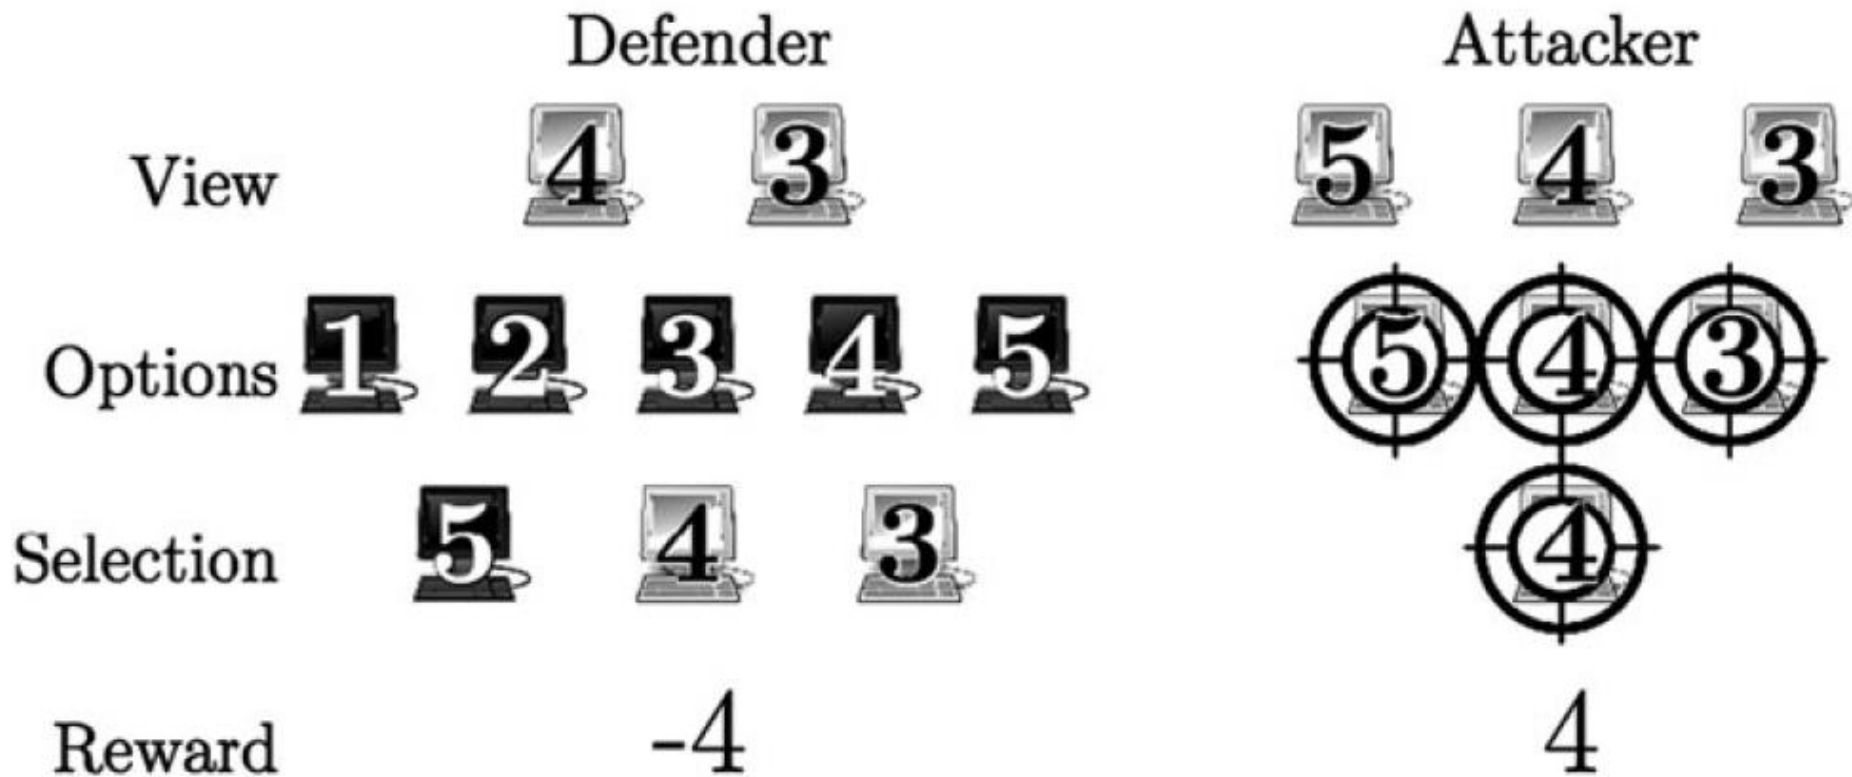 Defender Attacker
View 4 3 5 4 3
Options 1 2 3 4 5 5 4 3
Selection 5 4 3 4
Reward -4 4